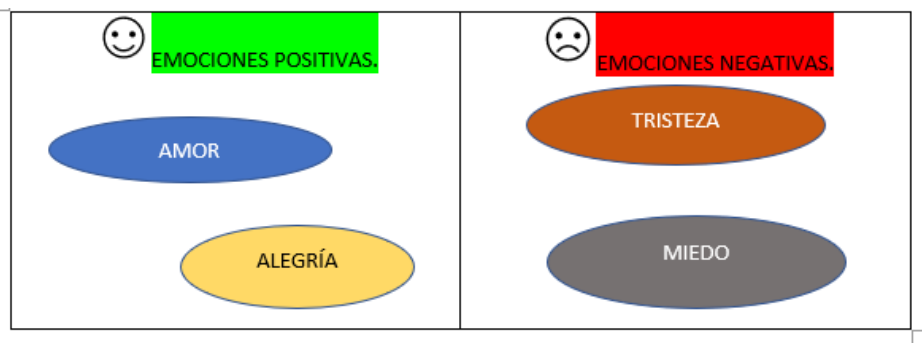 EMOCIONES POSITIVAS.
AMOR
ALEGRÍA
EMOCIONES NEGATIVAS.
TRISTEZA
MIEDO